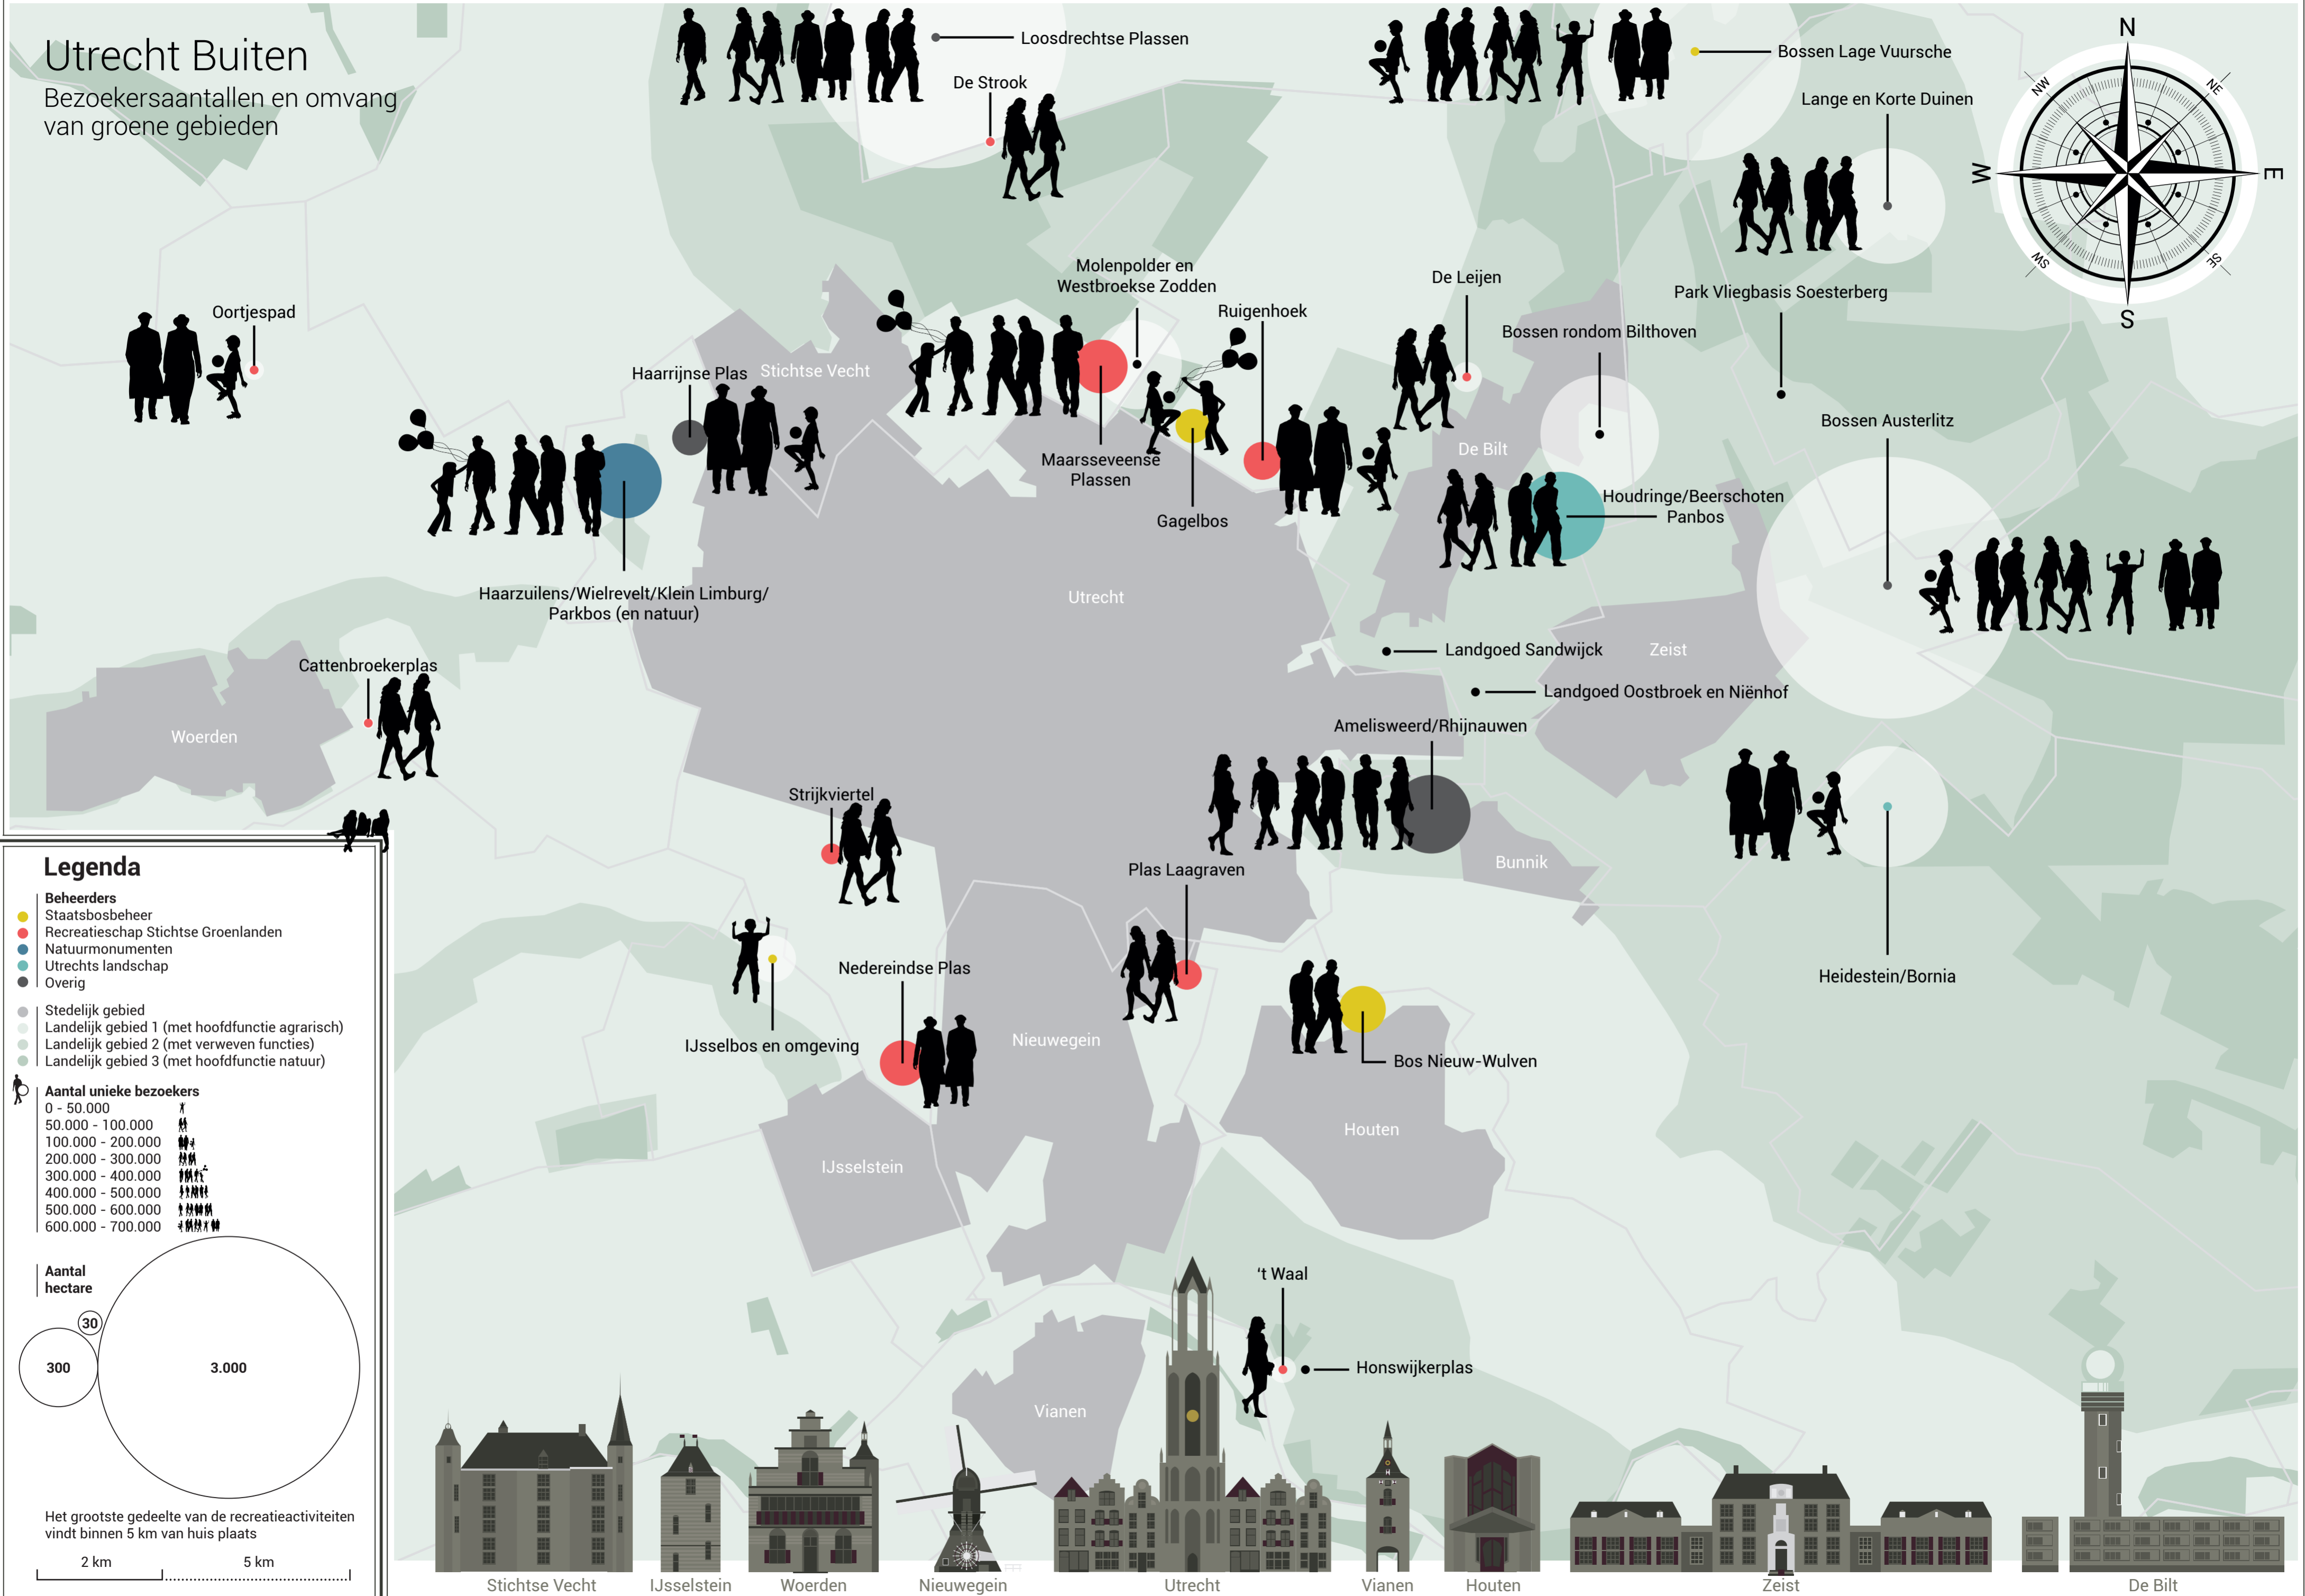 Utrecht Buiten
Bezoekersaantallen en omvang
van groene gebieden
Loosdrechtse Plassen
De Strook
Bossen Lage Vuursche
Lange en Korte Duinen
N
NE
E
SE
S
SW
W
NW
Molenpolder en
Westbroekse Zodden
Ruigenhoek
De Leijen
Park Vliegbasis Soesterberg
Bossen rondom Bilthoven
Oortjespad
Haarrijnse Plas
Stichtse Vecht
Maarsseveense
Plassen
Gagelbos
De Bilt
Bossen Austerlitz
Houdringe/Beerschoten
Panbos
Haarzuilens/Wielrevelt/Klein Limburg/
Parkbos (en natuur)
Utrecht
Landgoed Sandwijck
Zeist
Landgoed Oostbroek en Niënhof
Cattenbroekerplas
Woerden
Amelisweerd/Rhijnauwen
Strijkviertel
Plas Laagraven
Bunnik
Heidestein/Bornia
Nedereindse Plas
IJsselbos en omgeving
Nieuwegein
Bos Nieuw-Wulven
Houten
IJsselstein
't Waal
Honswijkerplas
Vianen
Legenda
Beheerders
Staatsbosbeheer
Recreatieschap Stichtse Groenlanden
Natuurmonumenten
Utrechts landschap
Overig
Stedelijk gebied
Landelijk gebied 1 (met hoofdfunctie agrarisch)
Landelijk gebied 2 (met verweven functies)
Landelijk gebied 3 (met hoofdfunctie natuur)
Aantal unieke bezoekers
0 - 50.000
50.000 - 100.000
100.000 - 200.000
200.000 - 300.000
300.000 - 400.000
400.000 - 500.000
500.000 - 600.000
600.000 - 700.000
Aantal
hectare
30
300
3.000
Het grootste gedeelte van de recreatieactiviteiten
vindt binnen 5 km van huis plaats
2 km
5 km
Stichtse Vecht
IJsselstein
Woerden
Nieuwegein
Utrecht
Vianen
Houten
Zeist
De Bilt